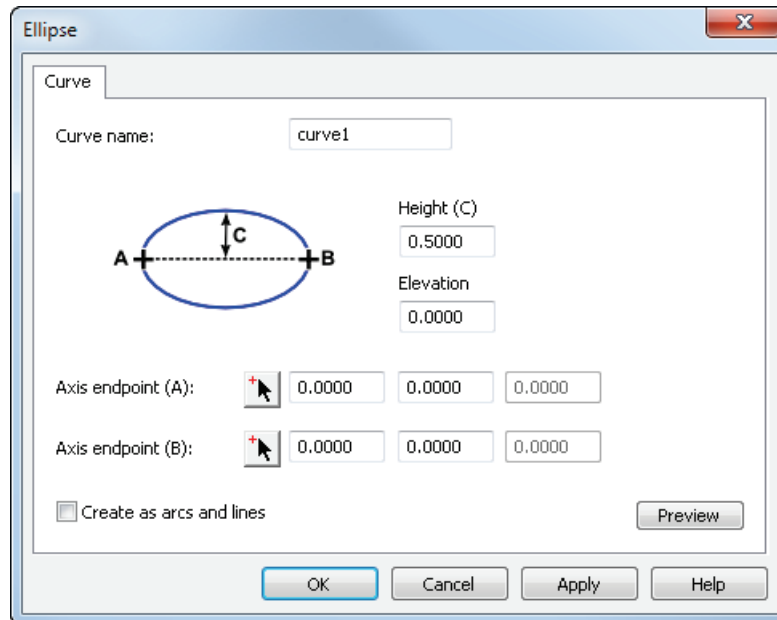 Ellipse
Curve
Curve name: curve1
Height (C)
C
0.5000
A B
Elevation
0.0000
Axis endpoint (A): 0.0000 0.0000 0.0000
Axis endpoint (B): 0.0000 0.0000 0.0000
Create as arcs and lines
Preview
OK Cancel Apply Help